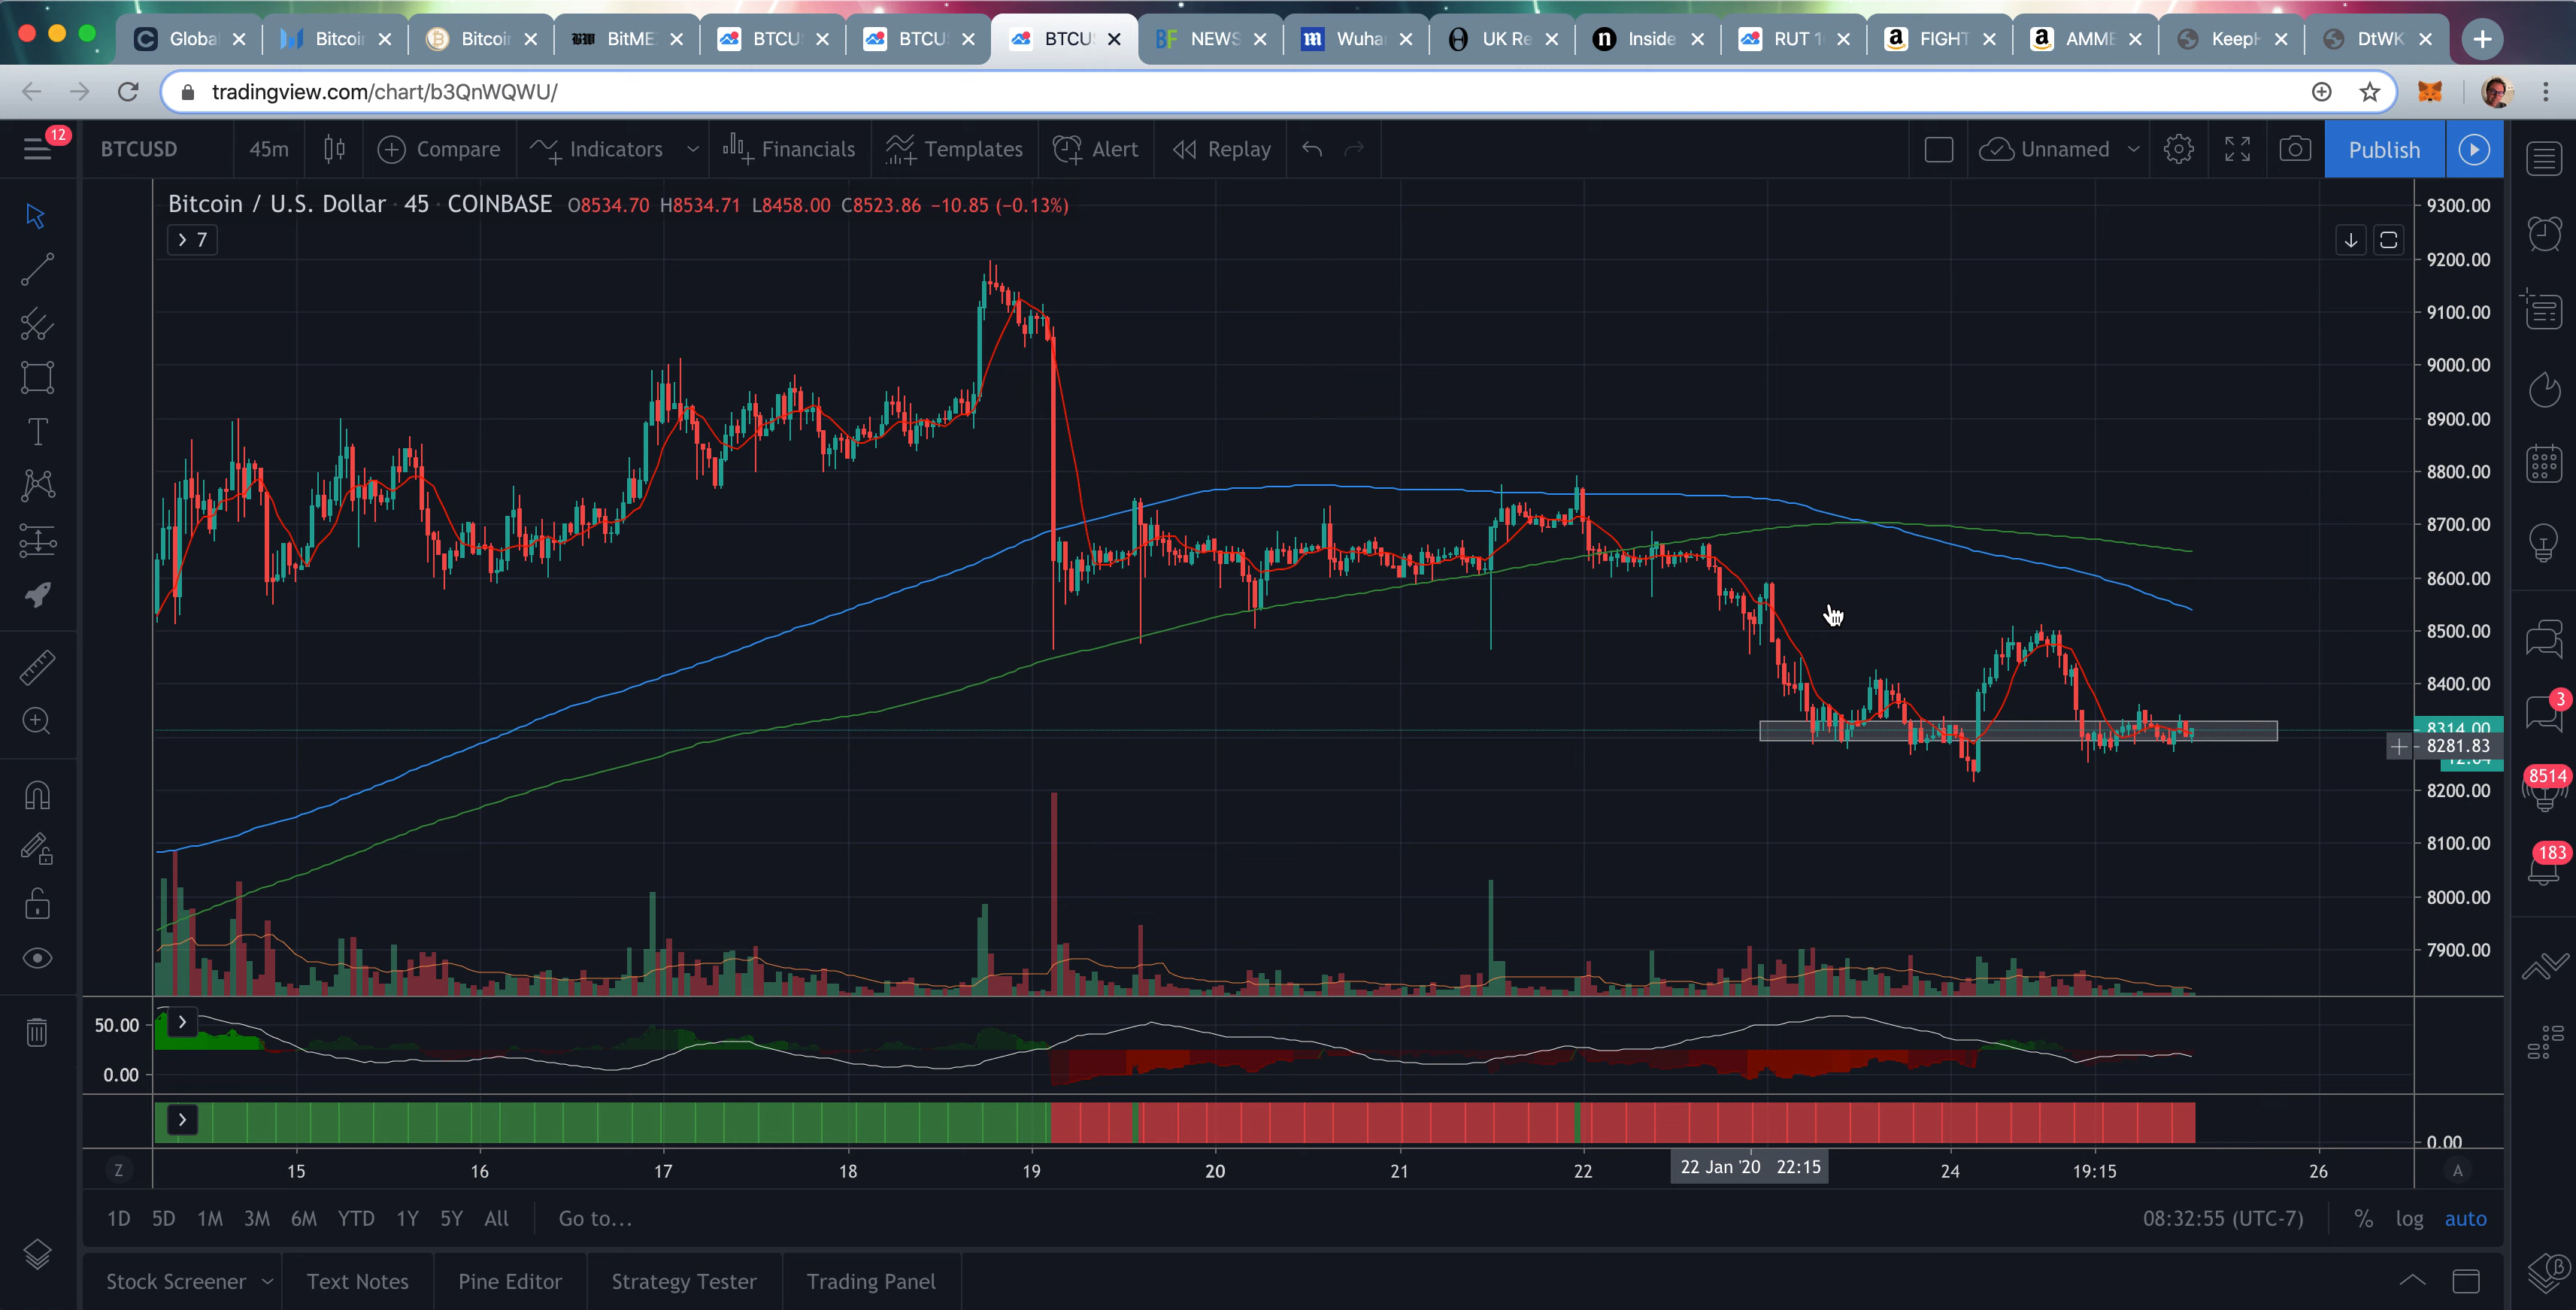 Global
Bitcoi
Bitcoi
BitME
BTCU
BTCU
BTCU
BF NEWS
Wuha
UK Re
Inside
RUT 1
FIGHT
AMME
Keep
DtWK
tradingview.com/chart/b3QnWQWU/
12
BTCUSD 45m Compare Indicators Financials Templates Alert Replay Unnamed Publish
Bitcoin / U.S. Dollar · 45 · COINBASE O8534.70 H8534.71 L8458.00 C8523.86 −10.85 (−0.13%)
7
9300.00
9200.00
9100.00
9000.00
8900.00
8800.00
8700.00
8600.00
8500.00
8400.00
8314.00
8281.83
8200.00
8100.00
8000.00
7900.00
3
8514
183
50.00
0.00
0.00
Z 15 16 17 18 19 20 21 22 22 Jan '20 22:15 24 19:15 26 A
1D 5D 1M 3M 6M YTD 1Y 5Y All Go to... 08:32:55 (UTC-7) % log auto
Stock Screener Text Notes Pine Editor Strategy Tester Trading Panel